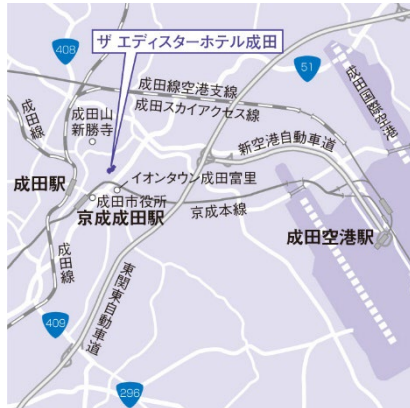 ザ エディスターホテル成田
408
51
成田線空港支線
成田スカイアクセス線
成田国際空港
成田線
成田山
新勝寺
新空港自動車道
イオンタウン成田富里
成田駅
成田市役所
京成成田駅
京成本線
成田空港駅
成田線
東関東自動車道
409
296